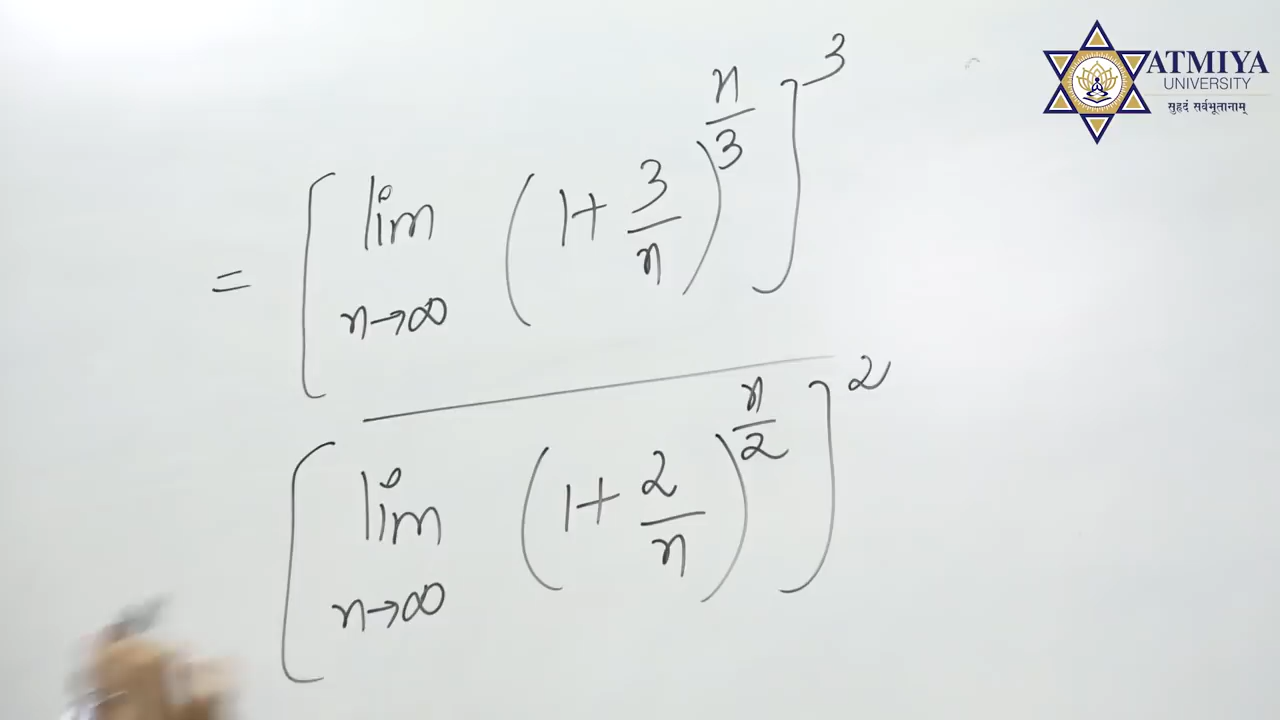 ATMIYA
UNIVERSITY
सुहृदं सर्वभूतानाम्
= [ lim n→∞ ( 1 + 3/n )^(n/3) ]^3
[ lim n→∞ ( 1 + 2/n )^(n/2) ]^2